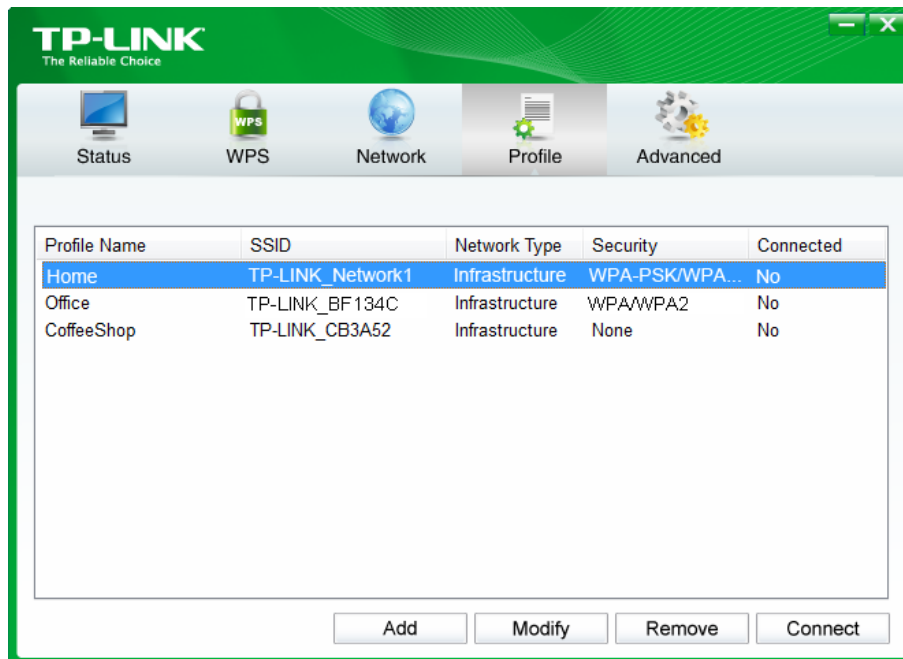 TP-LINK
The Reliable Choice
WPS
Status WPS Network Profile Advanced
Profile Name SSID Network Type Security Connected
Home TP-LINK_Network1 Infrastructure WPA-PSK/WPA... No
Office TP-LINK_BF134C Infrastructure WPA/WPA2 No
CoffeeShop TP-LINK_CB3A52 Infrastructure None No
Add Modify Remove Connect